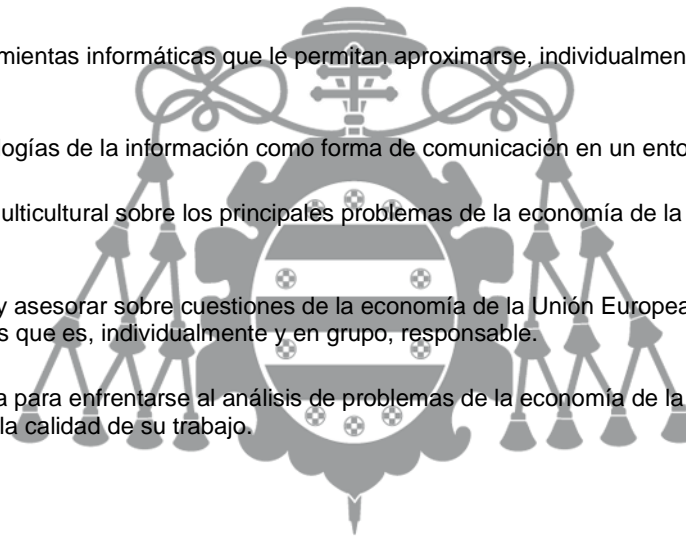 mientas informáticas que le permitan aproximarse, individualmen
logías de la información como forma de comunicación en un ento
ulticultural sobre los principales problemas de la economía de la
y asesorar sobre cuestiones de la economía de la Unión Europea
s que es, individualmente y en grupo, responsable.
a para enfrentarse al análisis de problemas de la economía de la
la calidad de su trabajo.